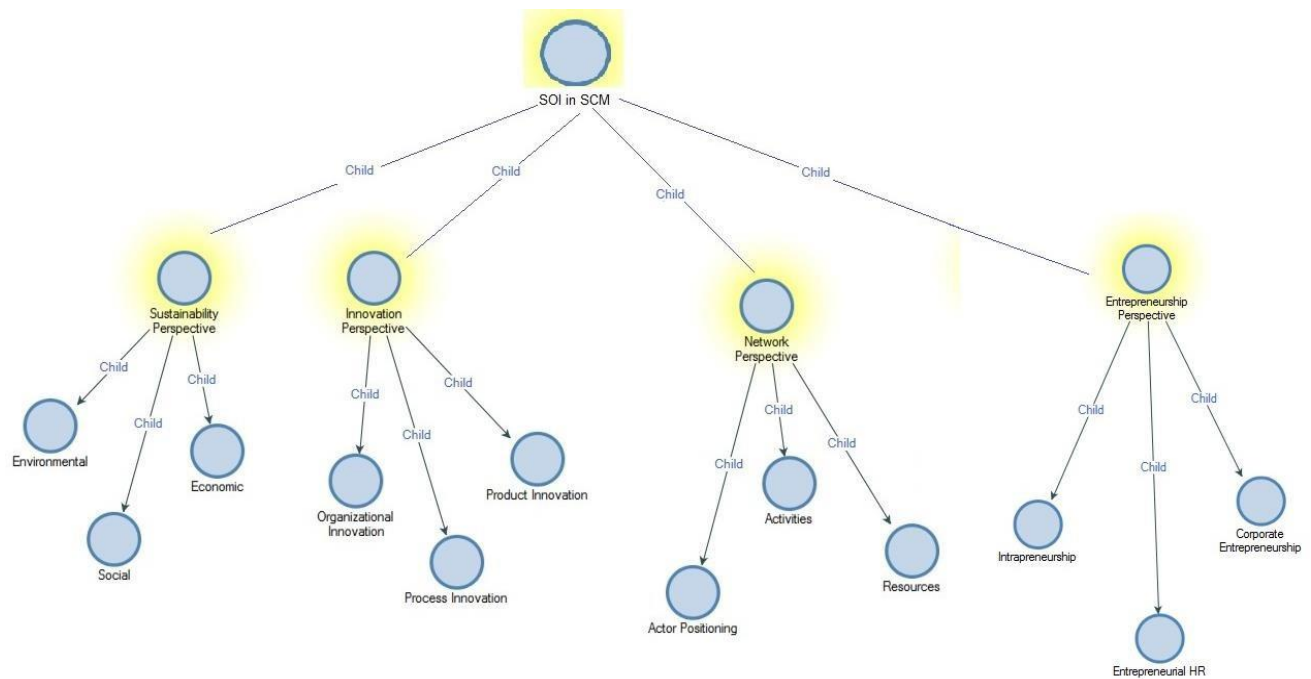 SOI in SCM
Child
Child
Child
Child
Sustainability
Perspective
Innovation
Perspective
Network
Perspective
Entrepreneurship
Perspective
Child
Child
Child
Environmental
Social
Economic
Child
Child
Child
Organizational
Innovation
Process Innovation
Product Innovation
Child
Child
Child
Actor Positioning
Activities
Resources
Child
Child
Child
Intrapreneurship
Entrepreneurial HR
Corporate
Entrepreneurship